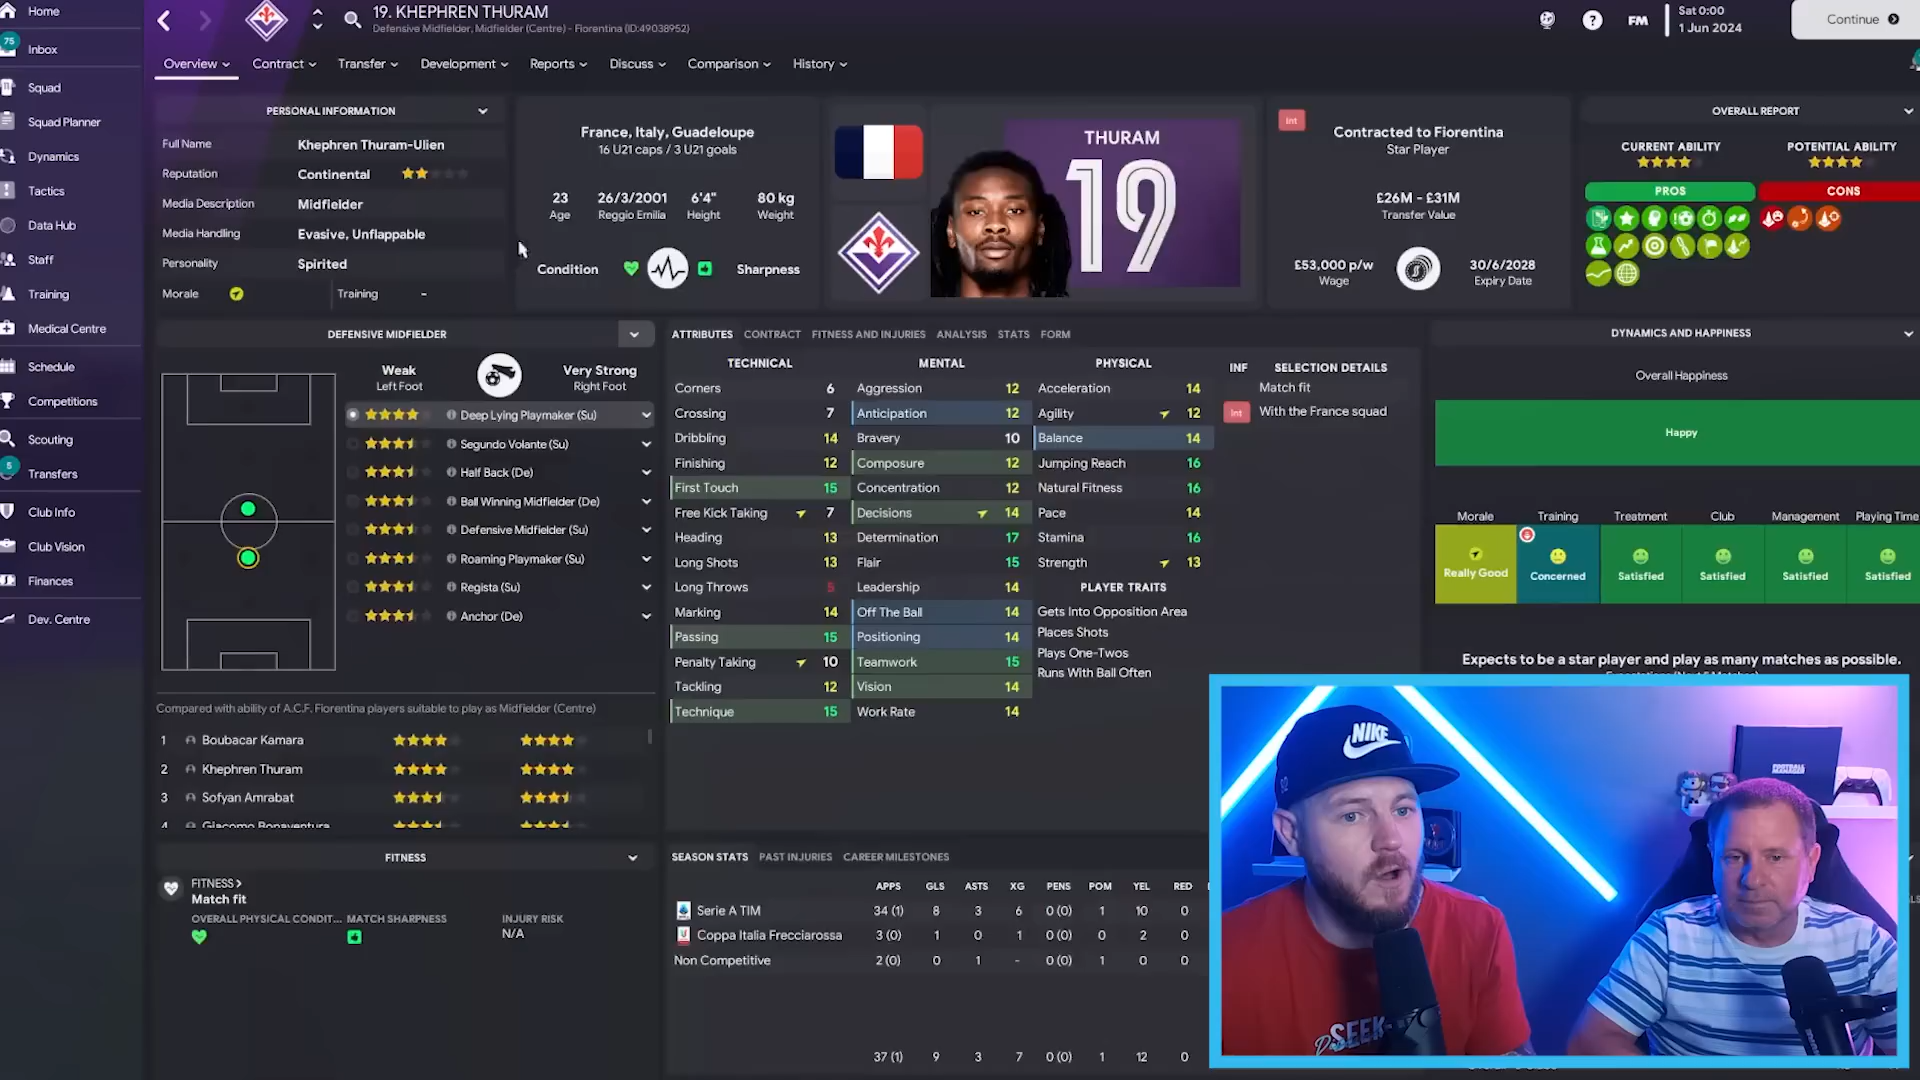 Home
19. KHEPHREN THURAM
Defensive Midfielder, Midfielder (Centre) - Fiorentina (ID:49038952)
FM
Sat 0:00
1 Jun 2024
Continue
75
Inbox
Squad
Squad Planner
Dynamics
Tactics
Data Hub
Staff
Training
Medical Centre
Schedule
Competitions
Scouting
5
Transfers
Club Info
Club Vision
Finances
Dev. Centre
Overview
Contract
Transfer
Development
Reports
Discuss
Comparison
History
PERSONAL INFORMATION
Full Name Khephren Thuram-Ulien
Reputation Continental
Media Description Midfielder
Media Handling Evasive, Unflappable
Personality Spirited
Morale
Training -
France, Italy, Guadeloupe
16 U21 caps / 3 U21 goals
23 26/3/2001 6'4" 80 kg
Age Reggio Emilia Height Weight
Condition Sharpness
THURAM
19
Int
Contracted to Fiorentina
Star Player
£26M - £31M
Transfer Value
£53,000 p/w
Wage
30/6/2028
Expiry Date
OVERALL REPORT
CURRENT ABILITY POTENTIAL ABILITY
PROS CONS
DEFENSIVE MIDFIELDER
Weak
Left Foot
Very Strong
Right Foot
Deep Lying Playmaker (Su)
Segundo Volante (Su)
Half Back (De)
Ball Winning Midfielder (De)
Defensive Midfielder (Su)
Roaming Playmaker (Su)
Regista (Su)
Anchor (De)
Compared with ability of A.C.F. Fiorentina players suitable to play as Midfielder (Centre)
1 Boubacar Kamara
2 Khephren Thuram
3 Sofyan Amrabat
4 Giacomo Bonaventura
FITNESS
FITNESS
Match fit
OVERALL PHYSICAL CONDIT... MATCH SHARPNESS INJURY RISK
N/A
ATTRIBUTES CONTRACT FITNESS AND INJURIES ANALYSIS STATS FORM
TECHNICAL
Corners 6
Crossing 7
Dribbling 14
Finishing 12
First Touch 15
Free Kick Taking 7
Heading 13
Long Shots 13
Long Throws 5
Marking 14
Passing 15
Penalty Taking 10
Tackling 12
Technique 15
MENTAL
Aggression 12
Anticipation 12
Bravery 10
Composure 12
Concentration 12
Decisions 14
Determination 17
Flair 15
Leadership 14
Off The Ball 14
Positioning 14
Teamwork 15
Vision 14
Work Rate 14
PHYSICAL
Acceleration 14
Agility 12
Balance 14
Jumping Reach 16
Natural Fitness 16
Pace 14
Stamina 16
Strength 13
PLAYER TRAITS
Gets Into Opposition Area
Places Shots
Plays One-Twos
Runs With Ball Often
INF SELECTION DETAILS
Match fit
Int With the France squad
DYNAMICS AND HAPPINESS
Overall Happiness
Happy
Morale Training Treatment Club Management Playing Time
Really Good Concerned Satisfied Satisfied Satisfied Satisfied
Expects to be a star player and play as many matches as possible.
SEASON STATS PAST INJURIES CAREER MILESTONES
APPS GLS ASTS XG PENS POM YEL RED
Serie A TIM 34 (1) 8 3 6 0 (0) 1 10 0
Coppa Italia Frecciarossa 3 (0) 1 0 1 0 (0) 0 2 0
Non Competitive 2 (0) 0 1 - 0 (0) 1 0 0
37 (1) 9 3 7 0 (0) 1 12 0
NIKE
FOOTBALL
MANAGER
SEEK